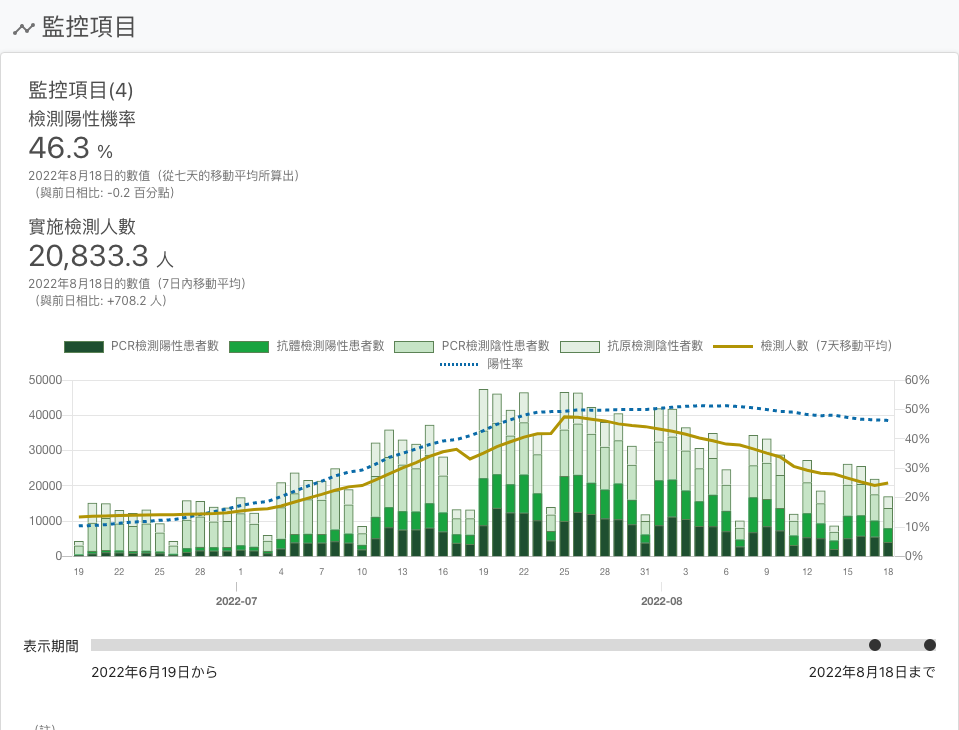 監控項目
監控項目(4)
檢測陽性機率
46.3 %
2022年8月18日的數值（從七天的移動平均所算出）
（與前日相比: -0.2 百分點）
實施檢測人數
20,833.3 人
2022年8月18日的數值（7日內移動平均）
（與前日相比: +708.2 人）
PCR檢測陽性患者數 抗體檢測陽性患者數 PCR檢測陰性患者數 抗原檢測陰性者數 檢測人數（7天移動平均）
陽性率
50000 60%
40000 50%
30000 40%
20000 30%
10000 20%
0 10%
0%
19 22 25 28 1 4 7 10 13 16 19 22 25 28 31 3 6 9 12 15 18
2022-07 2022-08
表示期間
2022年6月19日から 2022年8月18日まで
（註）